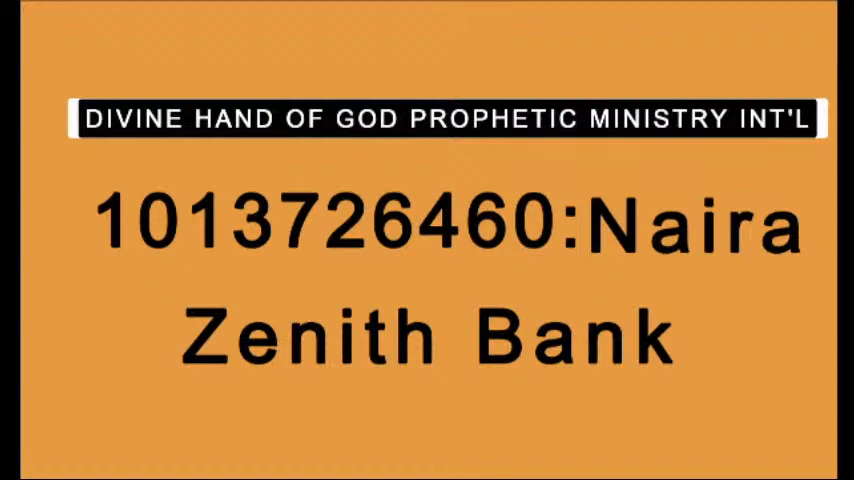 DIVINE HAND OF GOD PROPHETIC MINISTRY INT'L
1013726460:Naira
Zenith Bank